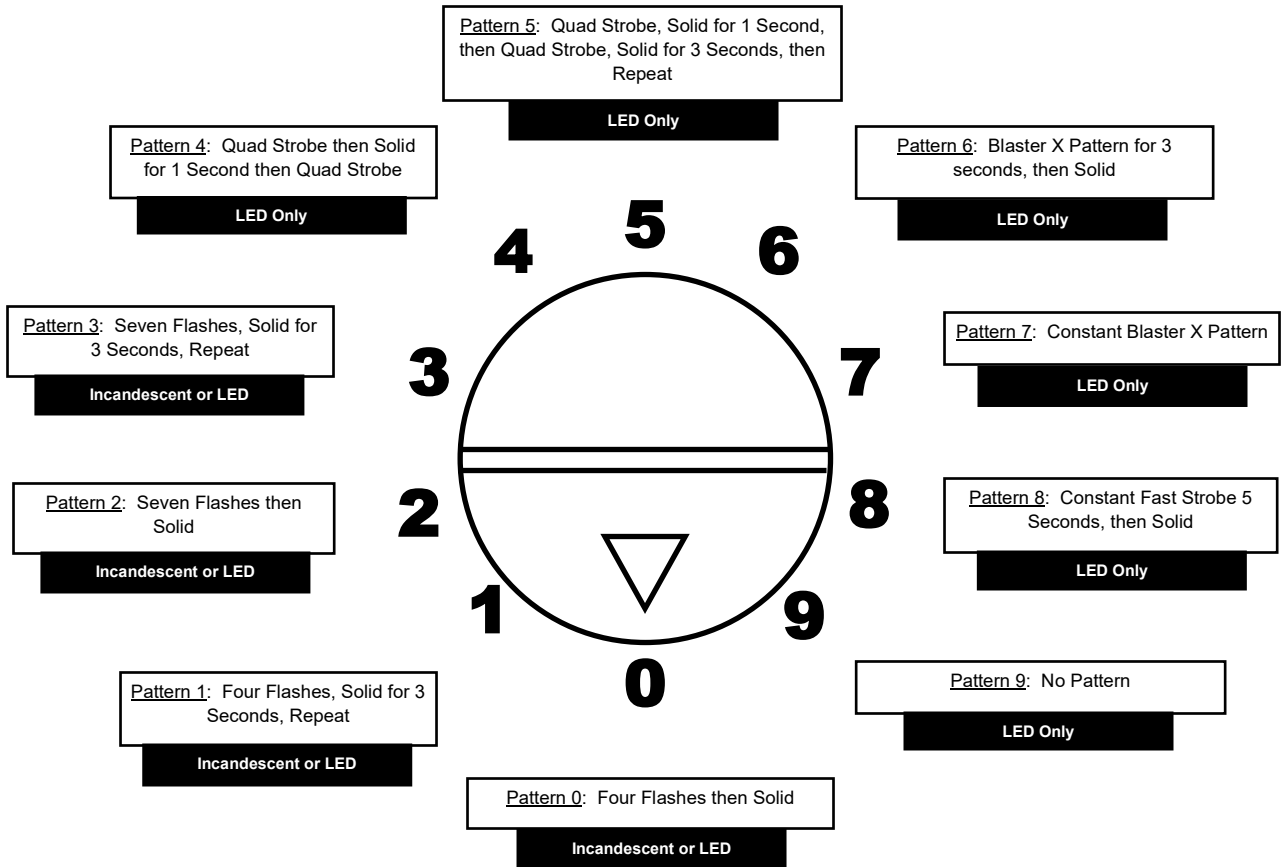 Pattern 5: Quad Strobe, Solid for 1 Second,
then Quad Strobe, Solid for 3 Seconds, then
Repeat
LED Only
Pattern 4: Quad Strobe then Solid
for 1 Second then Quad Strobe
LED Only
Pattern 6: Blaster X Pattern for 3
seconds, then Solid
LED Only
5
4
6
Pattern 3: Seven Flashes, Solid for
3 Seconds, Repeat
Incandescent or LED
3
7
Pattern 7: Constant Blaster X Pattern
LED Only
Pattern 2: Seven Flashes then
Solid
Incandescent or LED
2
8
Pattern 8: Constant Fast Strobe 5
Seconds, then Solid
LED Only
1
9
0
Pattern 1: Four Flashes, Solid for 3
Seconds, Repeat
Incandescent or LED
Pattern 9: No Pattern
LED Only
Pattern 0: Four Flashes then Solid
Incandescent or LED